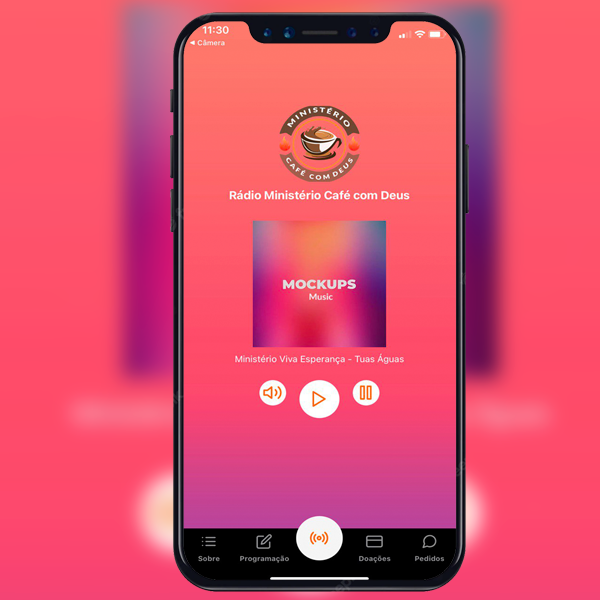 11:30
◀ Câmera
MINISTÉRIO
CAFÉ COM DEUS
Rádio Ministério Café com Deus
MOCKUPS
Music
Ministério Viva Esperança - Tuas Águas
Sobre
Programação
Doações
Pedidos